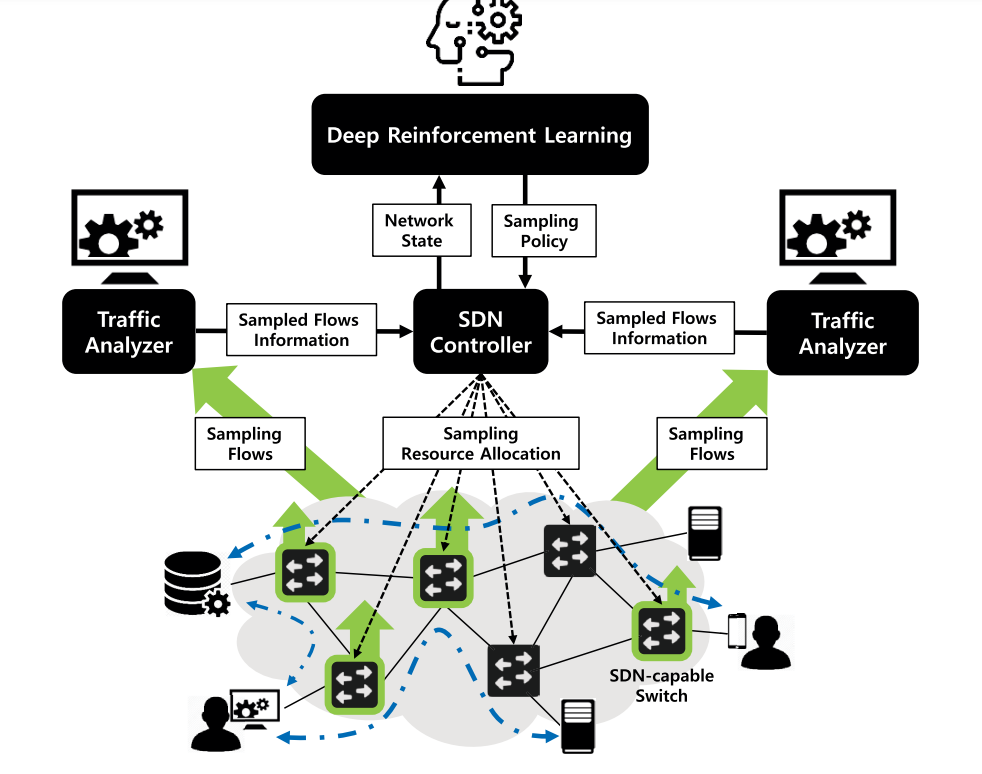 Deep Reinforcement Learning
Network
State
Sampling
Policy
Traffic
Analyzer
Sampled Flows
Information
SDN
Controller
Sampled Flows
Information
Traffic
Analyzer
Sampling
Flows
Sampling
Resource Allocation
Sampling
Flows
SDN-capable
Switch